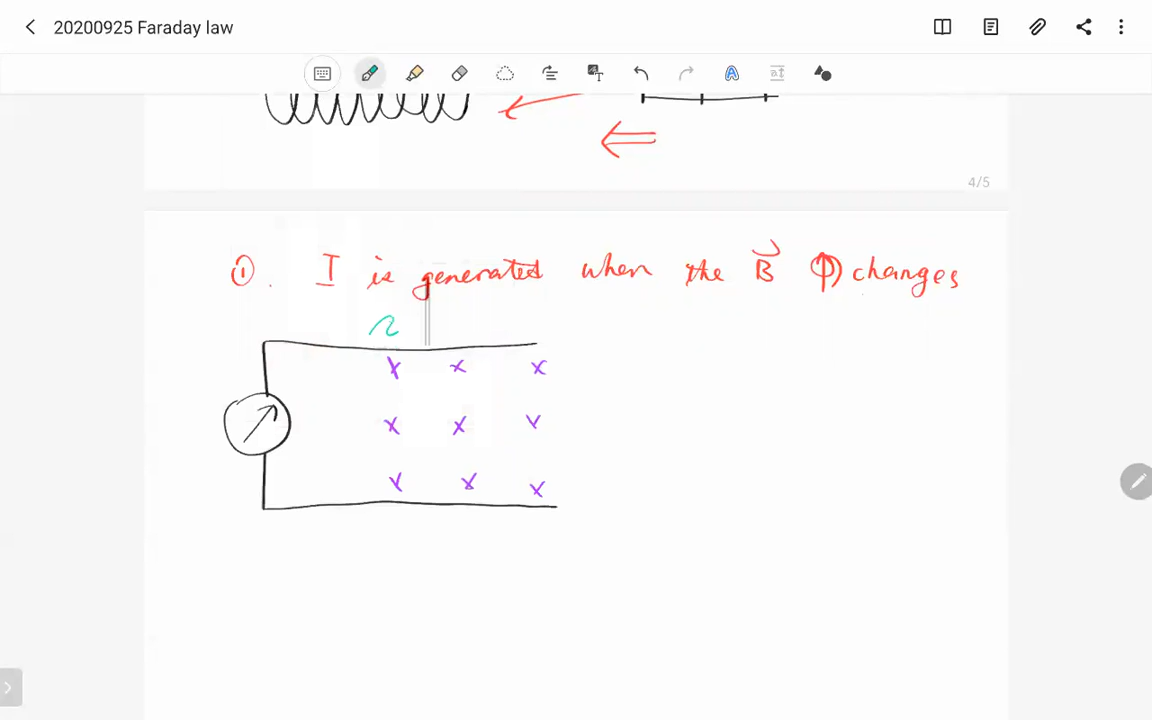 20200925 Faraday law
4/5
①. I is generated when the B⃗ (↑) changes
x x x
x x x
x x x